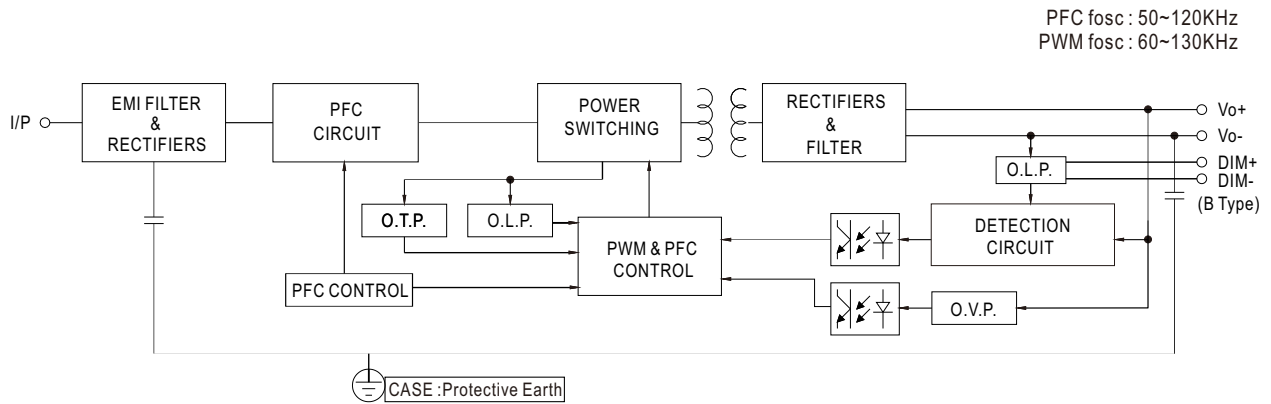 PFC fosc : 50~120KHz
PWM fosc : 60~130KHz
I/P
EMI FILTER
&
RECTIFIERS
PFC
CIRCUIT
POWER
SWITCHING
RECTIFIERS
&
FILTER
Vo+
Vo-
DIM+
DIM-
(B Type)
O.L.P.
O.T.P.
O.L.P.
DETECTION
CIRCUIT
PWM & PFC
CONTROL
PFC CONTROL
O.V.P.
CASE :Protective Earth